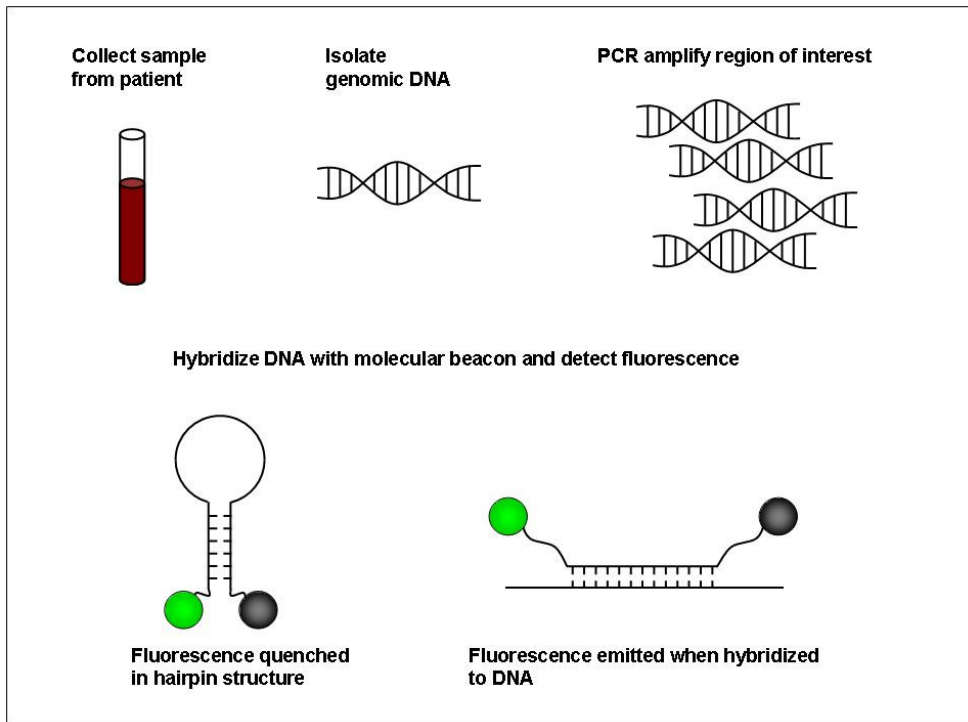 Collect sample
from patient
Isolate
genomic DNA
PCR amplify region of interest
Hybridize DNA with molecular beacon and detect fluorescence
Fluorescence quenched
in hairpin structure
Fluorescence emitted when hybridized
to DNA